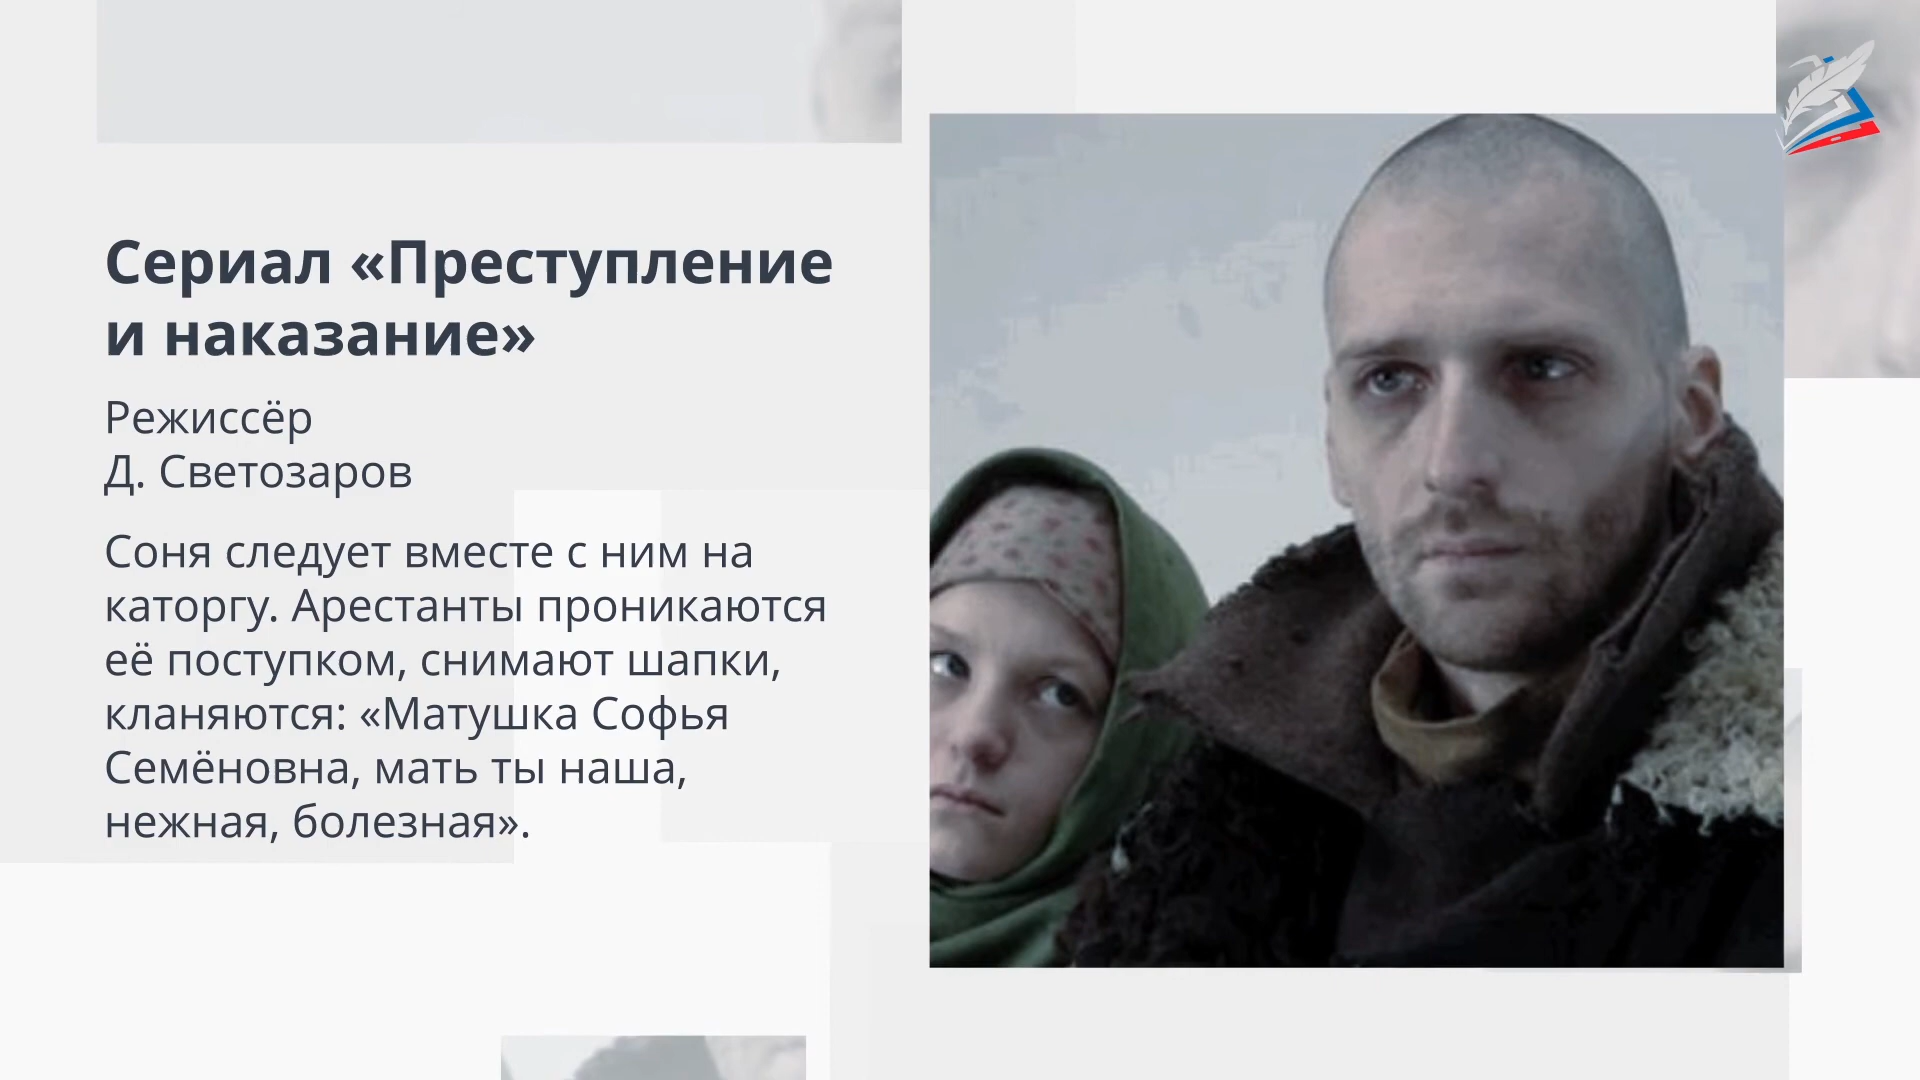 Сериал «Преступление
и наказание»
Режиссёр
Д. Светозаров
Соня следует вместе с ним на
каторгу. Арестанты проникаются
её поступком, снимают шапки,
кланяются: «Матушка Софья
Семёновна, мать ты наша,
нежная, болезная».